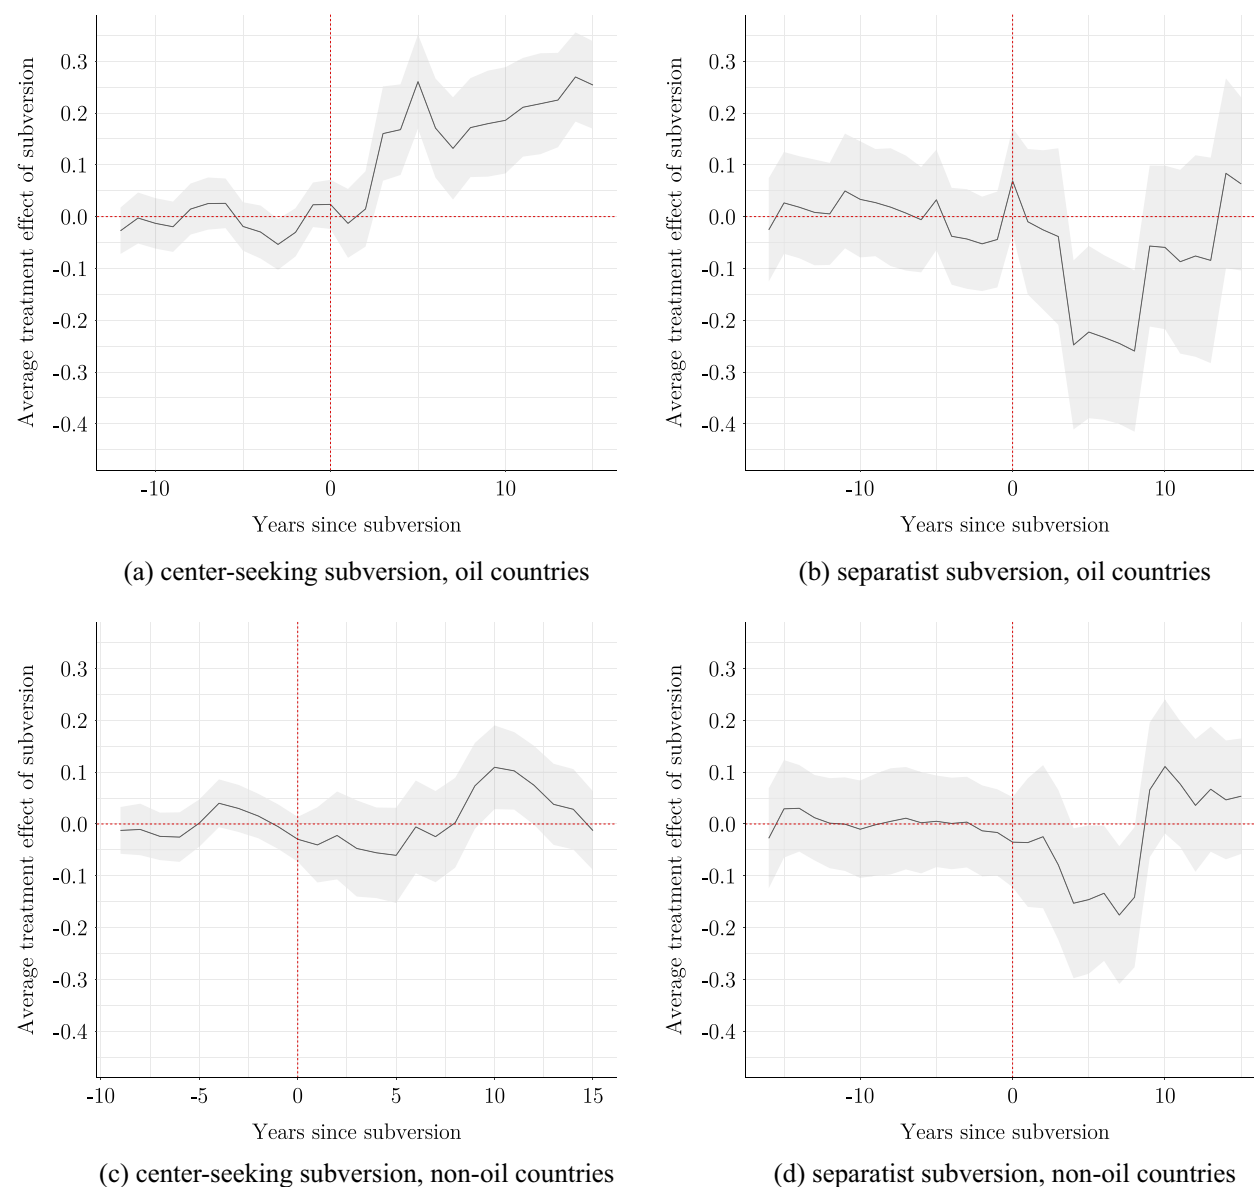 Average treatment effect of subversion
0.3
0.2
0.1
0.0
-0.1
-0.2
-0.3
-0.4
-10 0 10
Years since subversion
(a) center-seeking subversion, oil countries
Average treatment effect of subversion
0.3
0.2
0.1
0.0
-0.1
-0.2
-0.3
-0.4
-10 0 10
Years since subversion
(b) separatist subversion, oil countries
Average treatment effect of subversion
0.3
0.2
0.1
0.0
-0.1
-0.2
-0.3
-0.4
-10 -5 0 5 10 15
Years since subversion
(c) center-seeking subversion, non-oil countries
Average treatment effect of subversion
0.3
0.2
0.1
0.0
-0.1
-0.2
-0.3
-0.4
-10 0 10
Years since subversion
(d) separatist subversion, non-oil countries